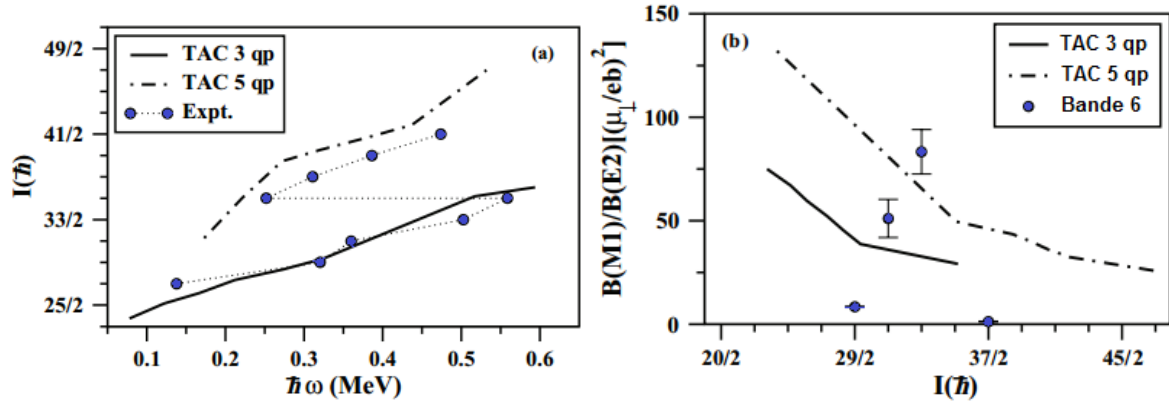 49/2
41/2
33/2
25/2
I(ℏ)
TAC 3 qp
TAC 5 qp
Expt.
(a)
0.1 0.2 0.3 0.4 0.5 0.6
ℏω (MeV)
150
100
50
0
B(M1)/B(E2)[(μ⊥/eb)²]
(b)
TAC 3 qp
TAC 5 qp
Bande 6
20/2 29/2 37/2 45/2
I(ℏ)